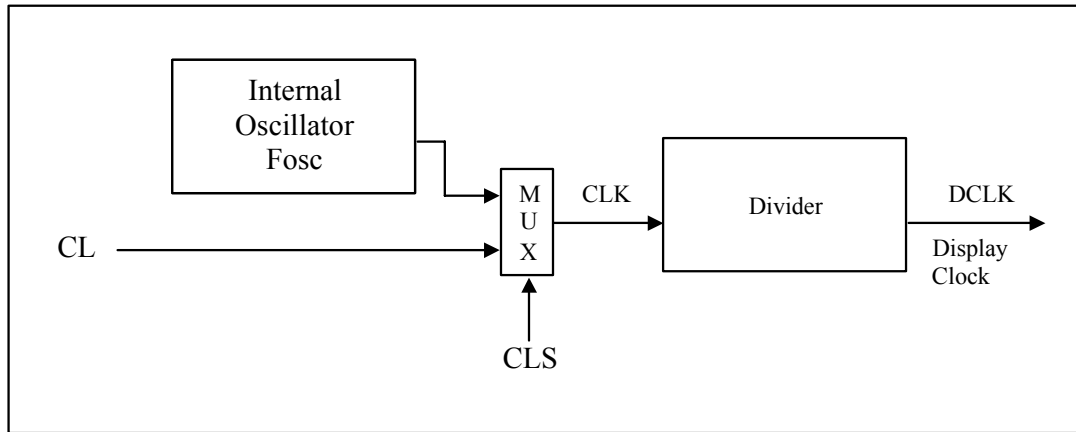 Internal
Oscillator
Fosc
M
U
X
CL
CLS
CLK
Divider
DCLK
Display
Clock